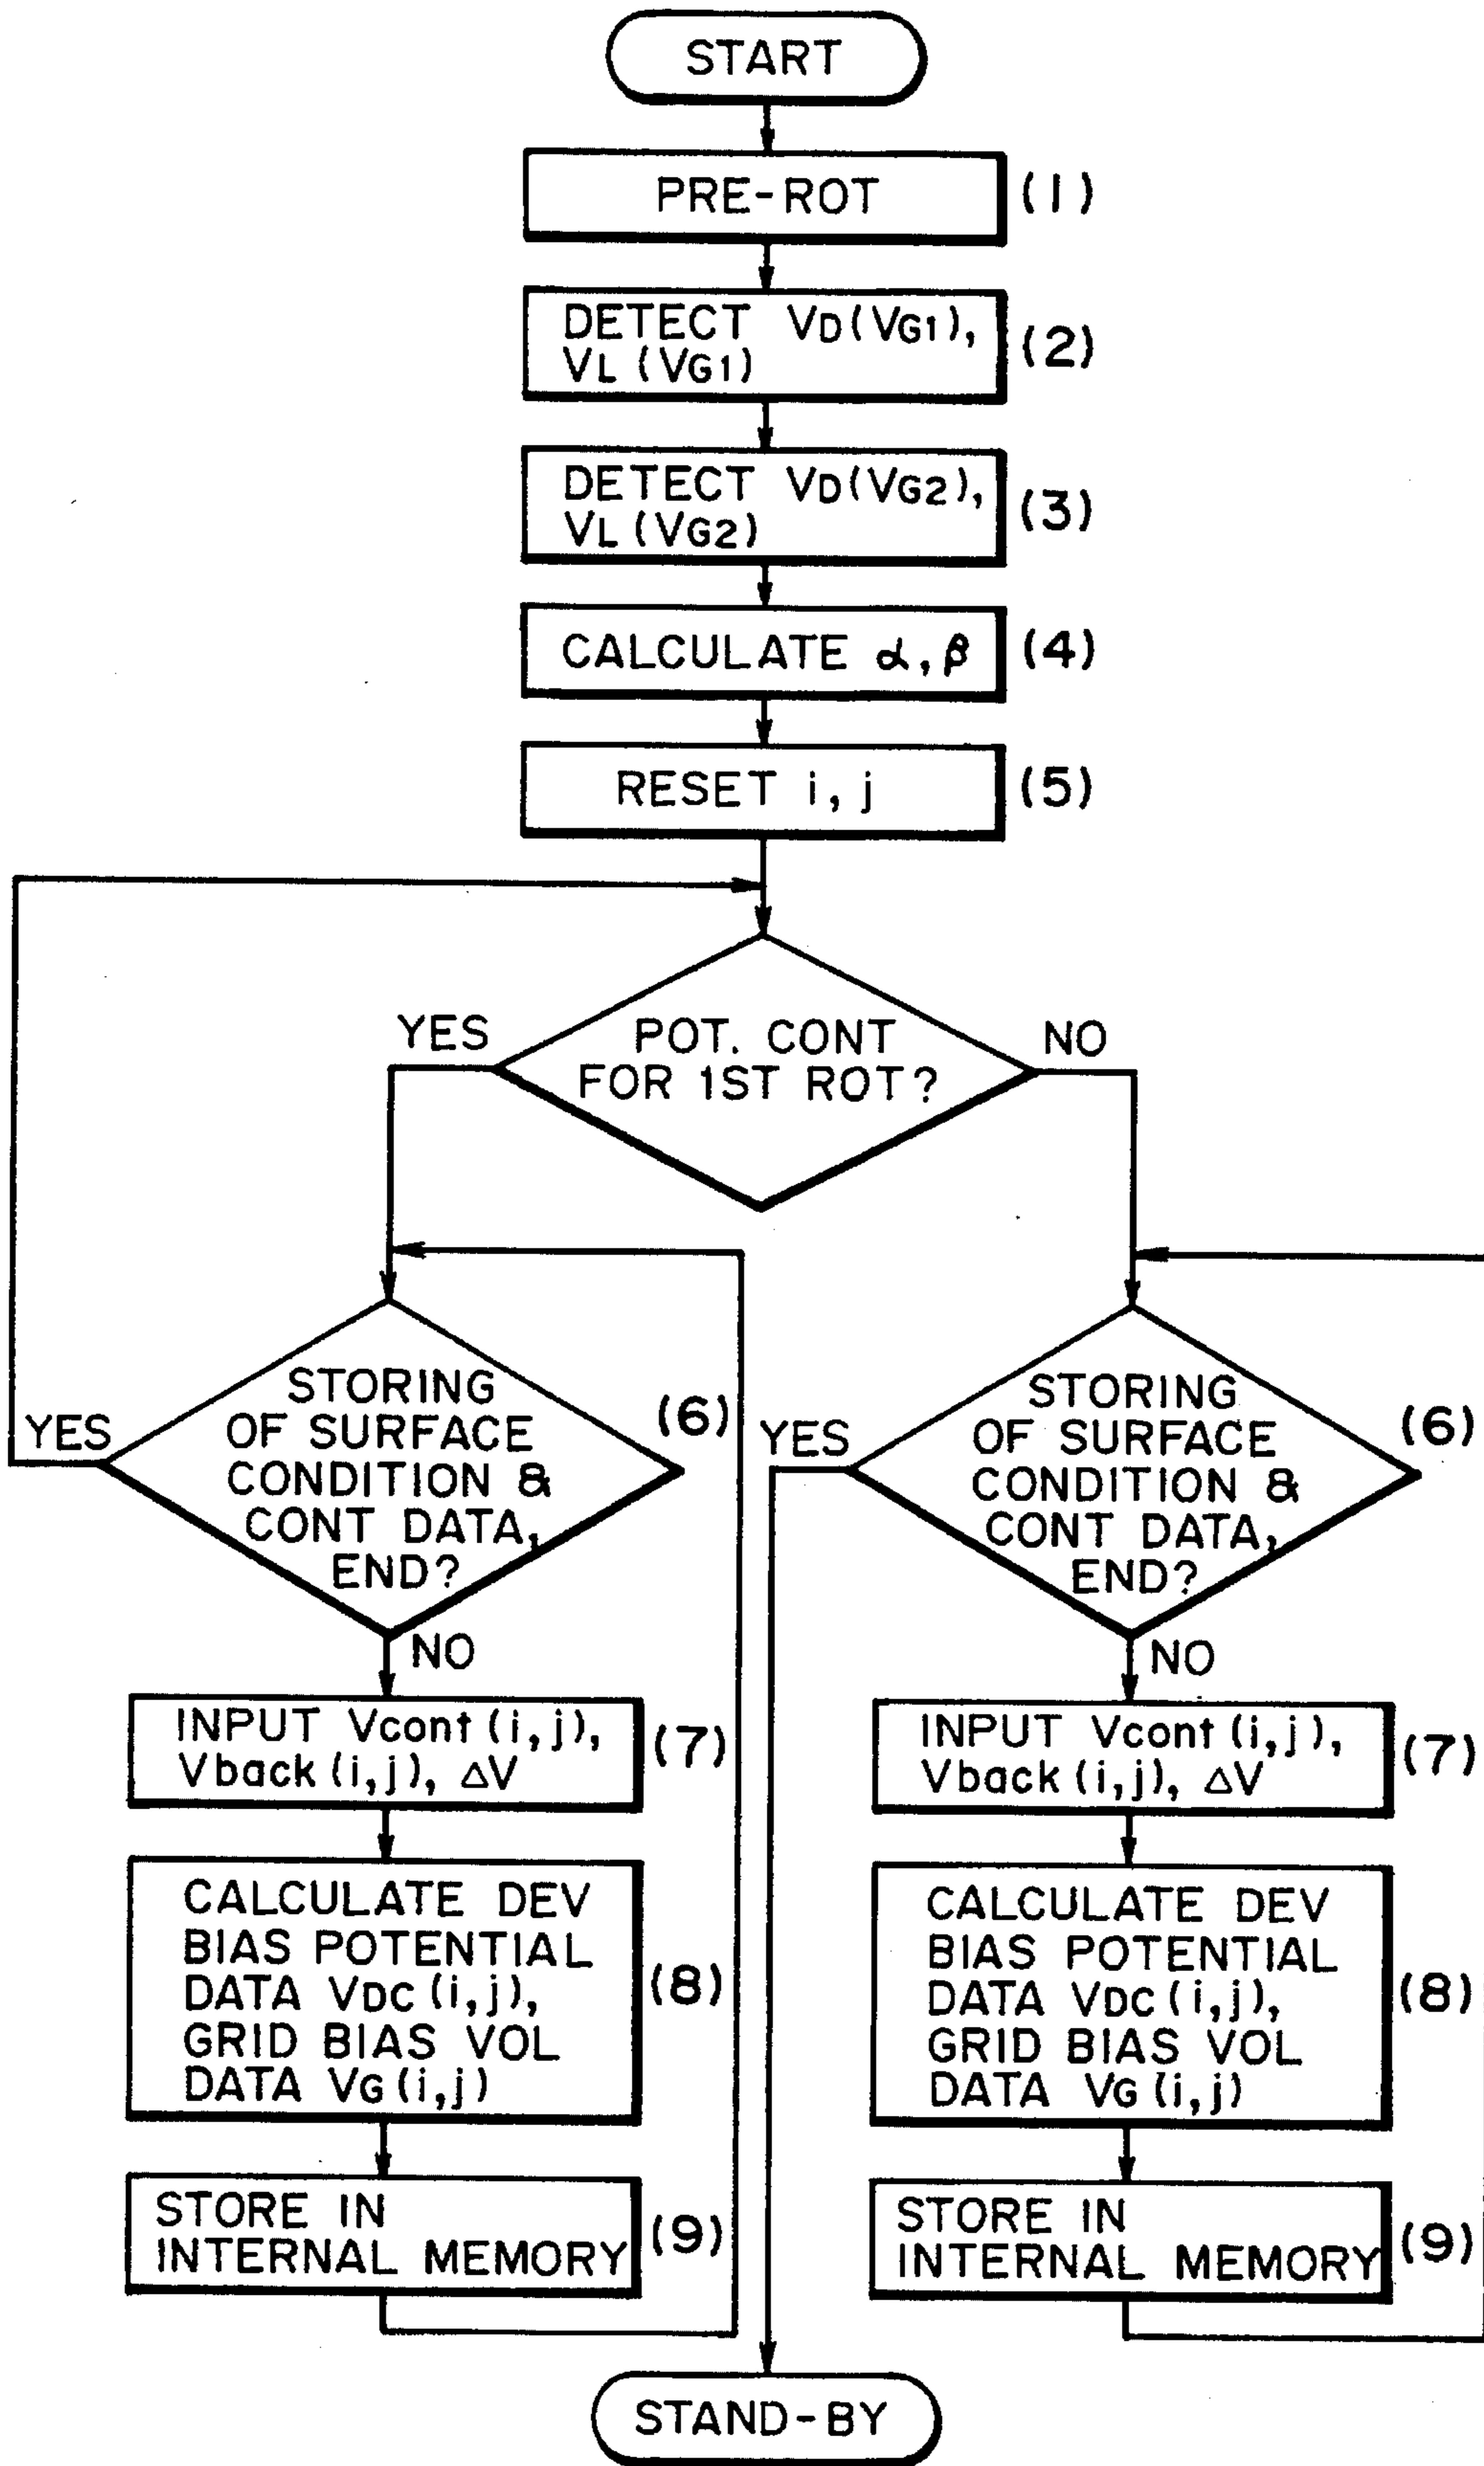 START
PRE-ROT
(1)
DETECT VD(VG1),
VL(VG1)
(2)
DETECT VD(VG2),
VL(VG2)
(3)
CALCULATE α, β
(4)
RESET i, j
(5)
POT. CONT
FOR 1ST ROT?
YES
NO
STORING
OF SURFACE
CONDITION &
CONT DATA,
END?
(6)
YES
NO
INPUT Vcont(i,j),
Vback(i,j), ΔV
(7)
CALCULATE DEV
BIAS POTENTIAL
DATA VDC(i,j),
GRID BIAS VOL
DATA VG(i,j)
(8)
STORE IN
INTERNAL MEMORY
(9)
STORING
OF SURFACE
CONDITION &
CONT DATA,
END?
(6)
YES
NO
INPUT Vcont(i,j),
Vback(i,j), ΔV
(7)
CALCULATE DEV
BIAS POTENTIAL
DATA VDC(i,j),
GRID BIAS VOL
DATA VG(i,j)
(8)
STORE IN
INTERNAL MEMORY
(9)
STAND-BY